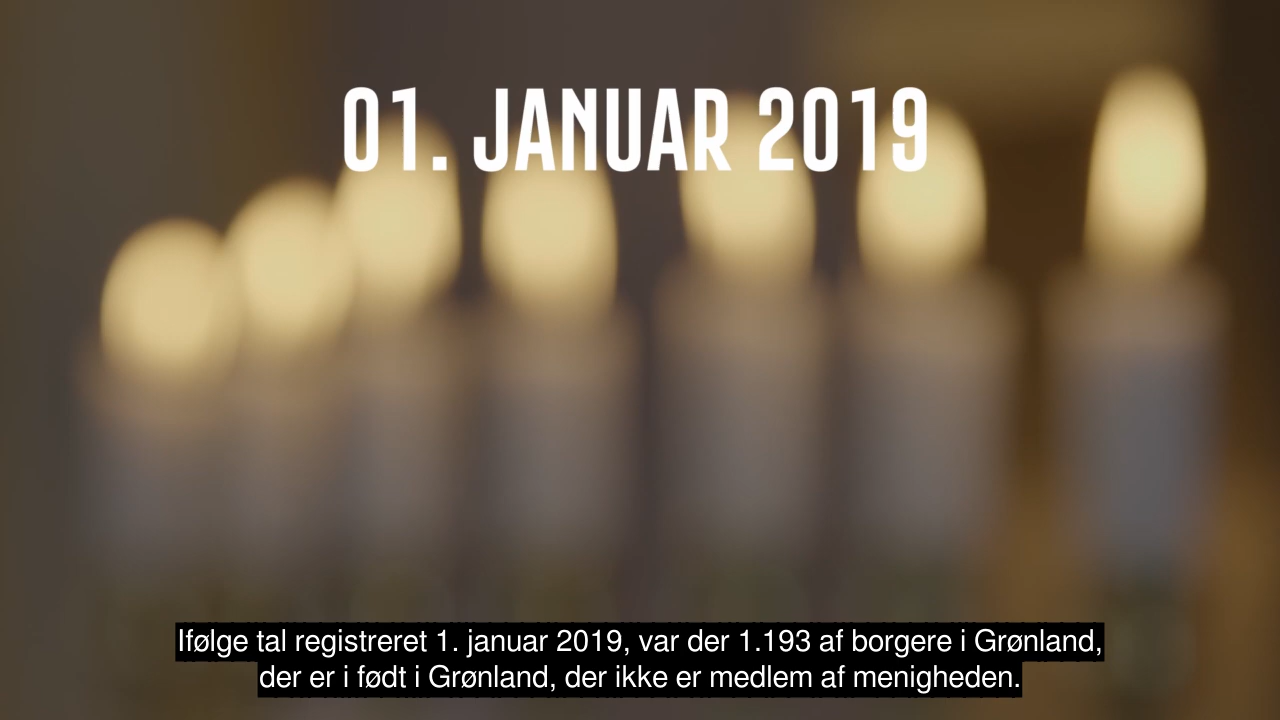 01. JANUAR 2019
Ifølge tal registreret 1. januar 2019, var der 1.193 af borgere i Grønland,
der er i født i Grønland, der ikke er medlem af menigheden.